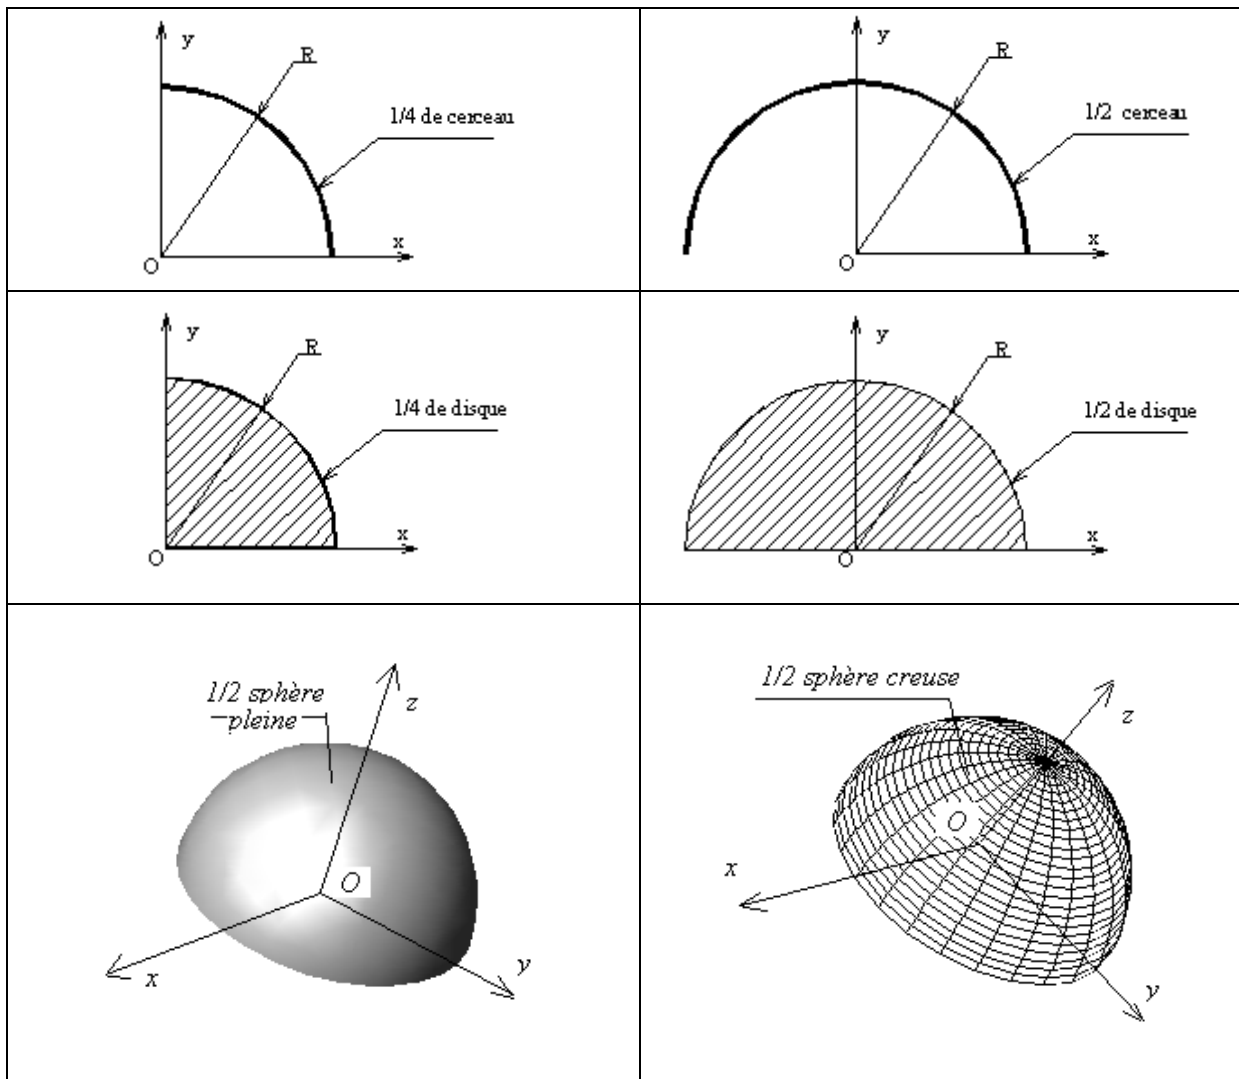 y
R
1/4 de cerceau
x
O
y
R
1/2 cerceau
x
O
y
R
1/4 de disque
x
O
y
R
1/2 de disque
x
O
1/2 sphère
pleine
z
O
x
y
1/2 sphère creuse
z
O
x
y